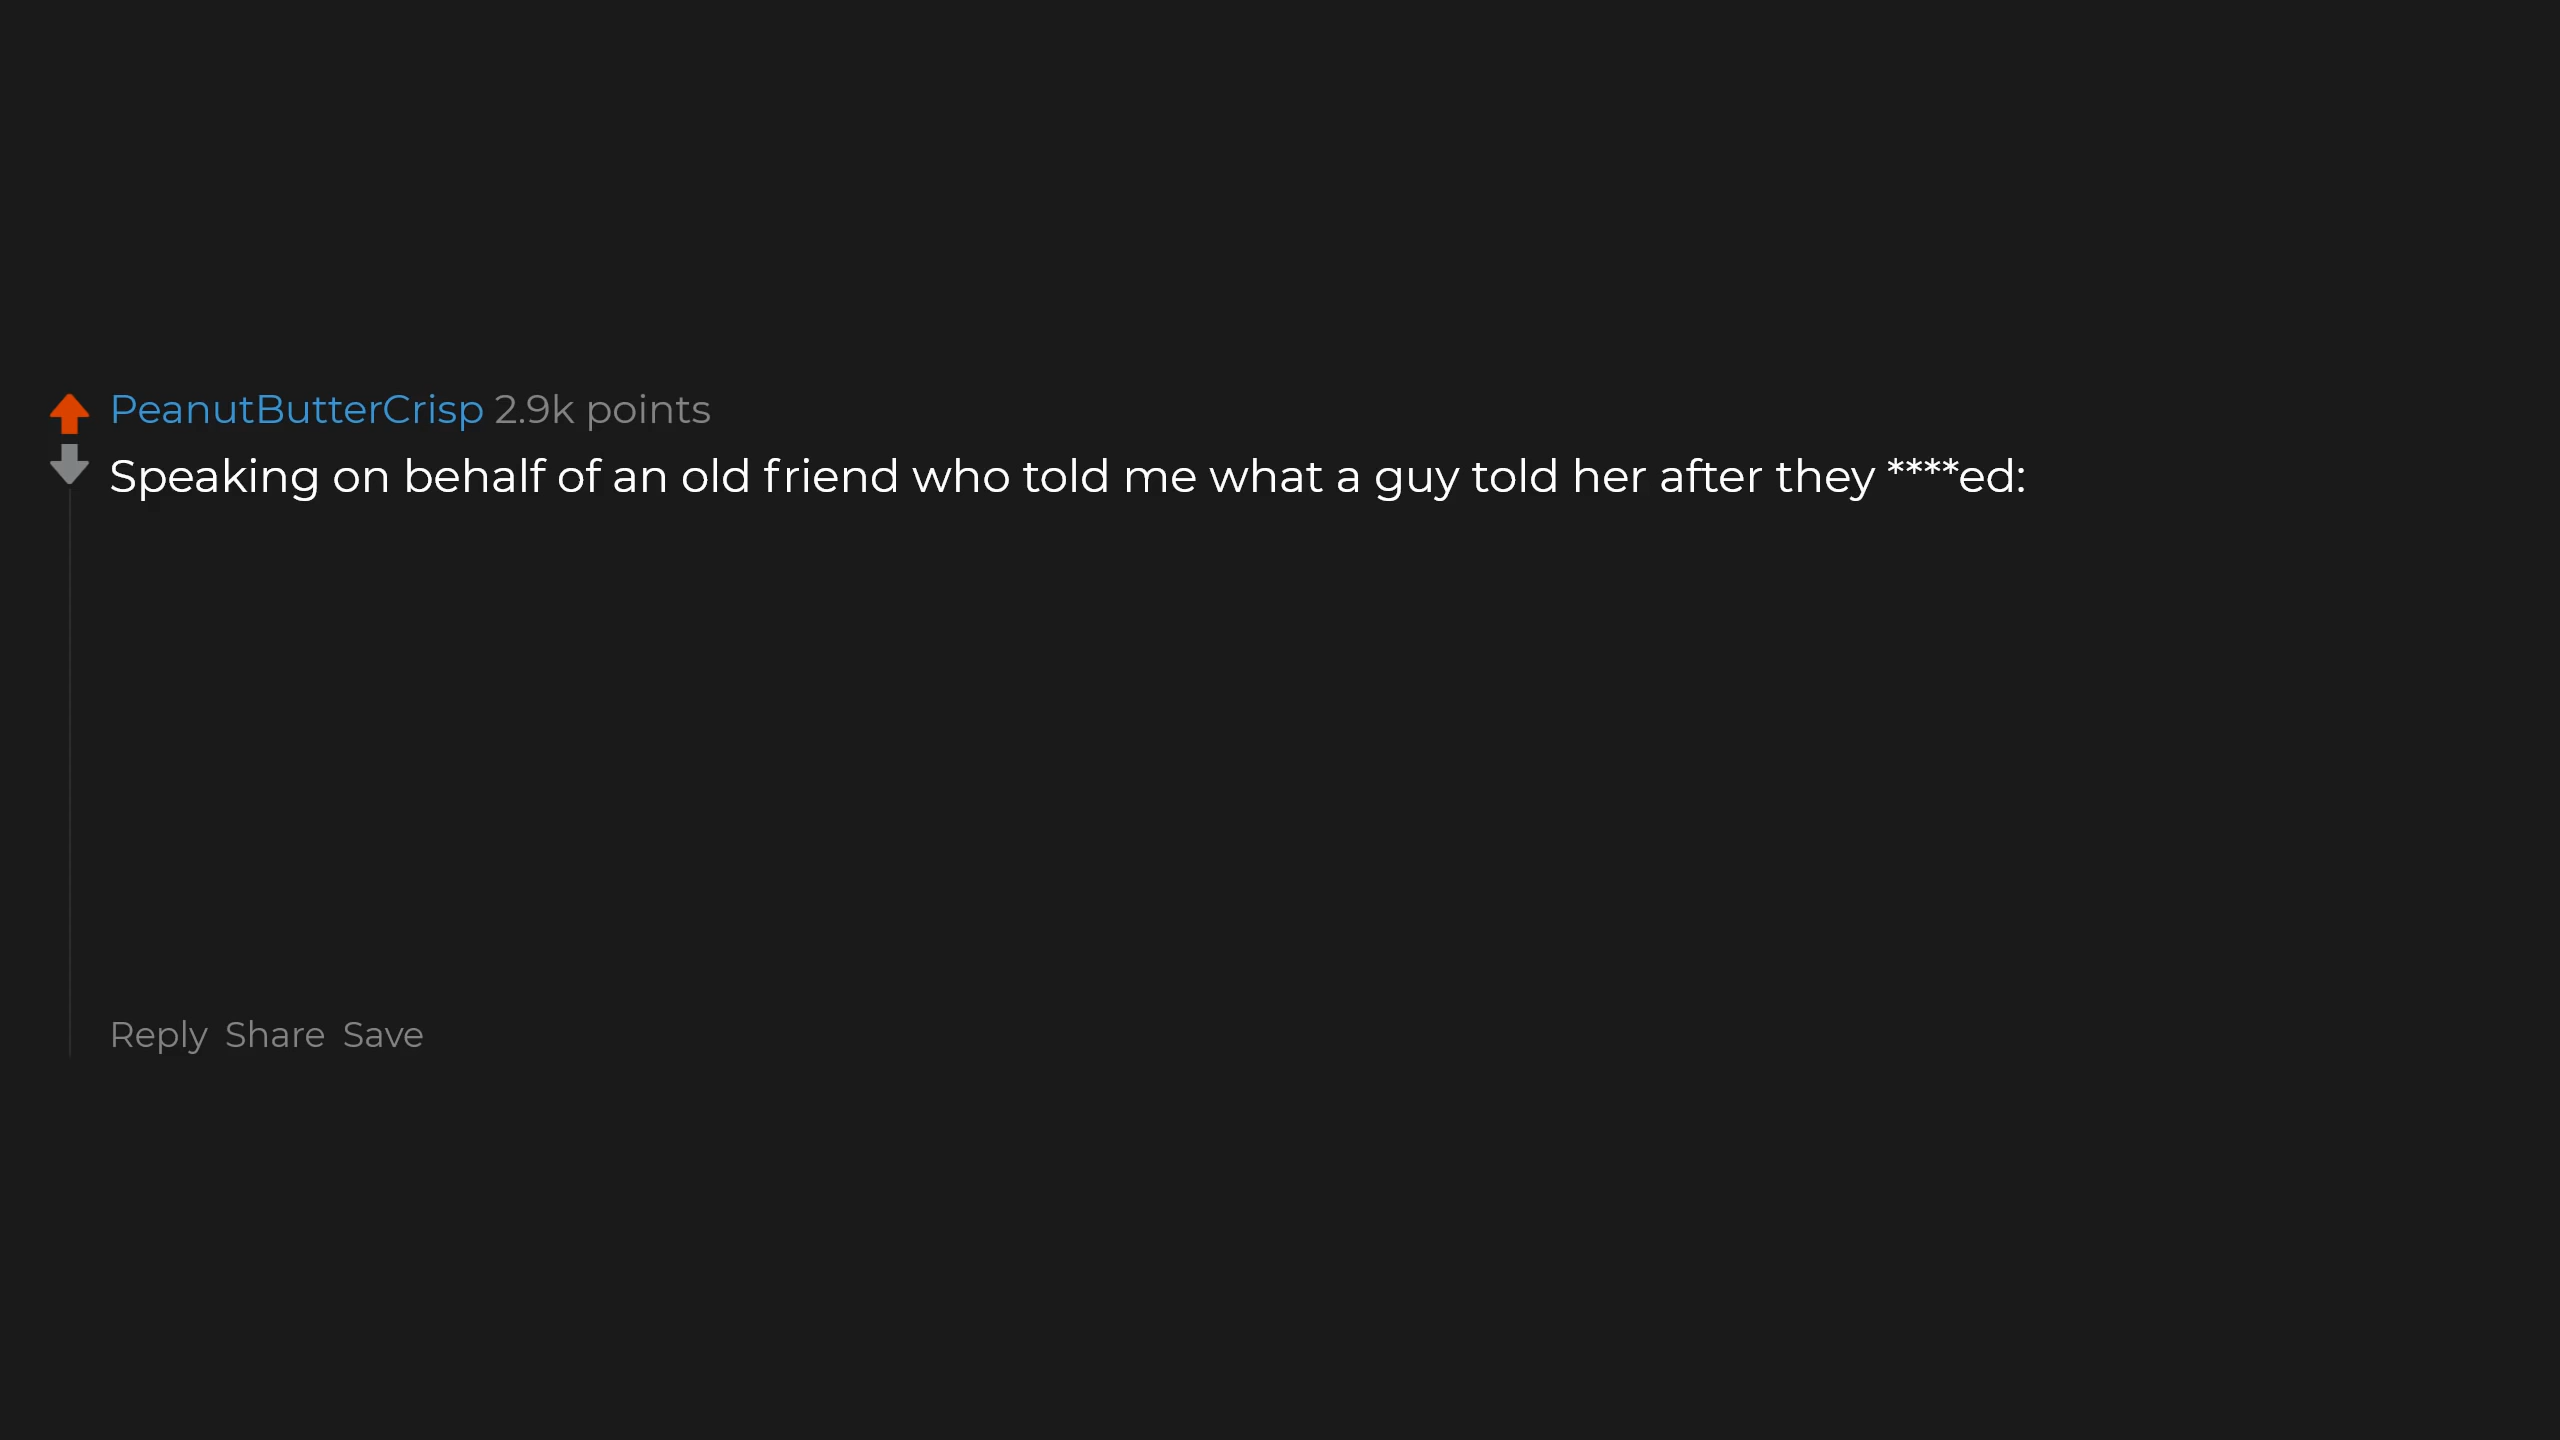 PeanutButterCrisp 2.9k points
Speaking on behalf of an old friend who told me what a guy told her after they ****ed:
Reply Share Save